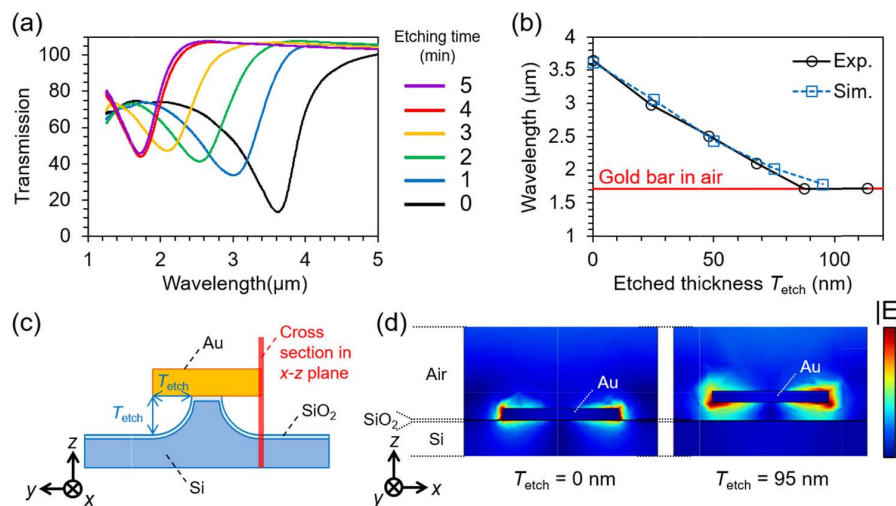 (a)
Transmission
120
100
80
60
40
20
0
1
2
3
4
5
Wavelength(μm)
Etching time
(min)
5
4
3
2
1
0
(b)
Wavelength (μm)
4
3.5
3
2.5
2
1.5
1
0
50
100
Exp.
Sim.
Gold bar in air
Etched thickness Tetch (nm)
(c)
Au
Cross
section in
x-z plane
Tetch
Tetch
SiO2
Si
z
y
x
(d)
|E|
Air
SiO2
Si
Au
Au
z
y
x
Tetch = 0 nm
Tetch = 95 nm